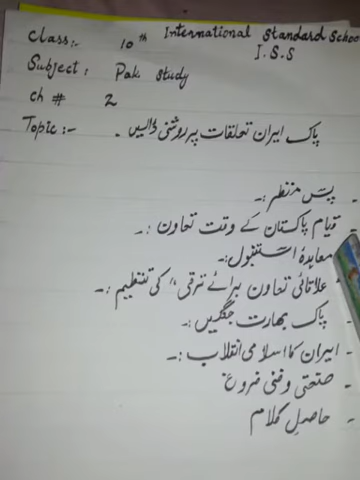 Class:- 10th International Standard School
I.S.S
Subject: Pak Study
Ch # 2
Topic:- پاک ایران تعلقات پر روشنی ڈالیں۔
- پس منظر:-
- قیام پاکستان کے وقت تعاون :-
معاہدۂ استنبول:-
- علاقائی تعاون برائے ترقی" کی تنظیم :-
- پاک بھارت جنگیں:-
- ایران کا اسلامی انقلاب :-
- صنعتی و فنی فروغ
- حاصل کلام